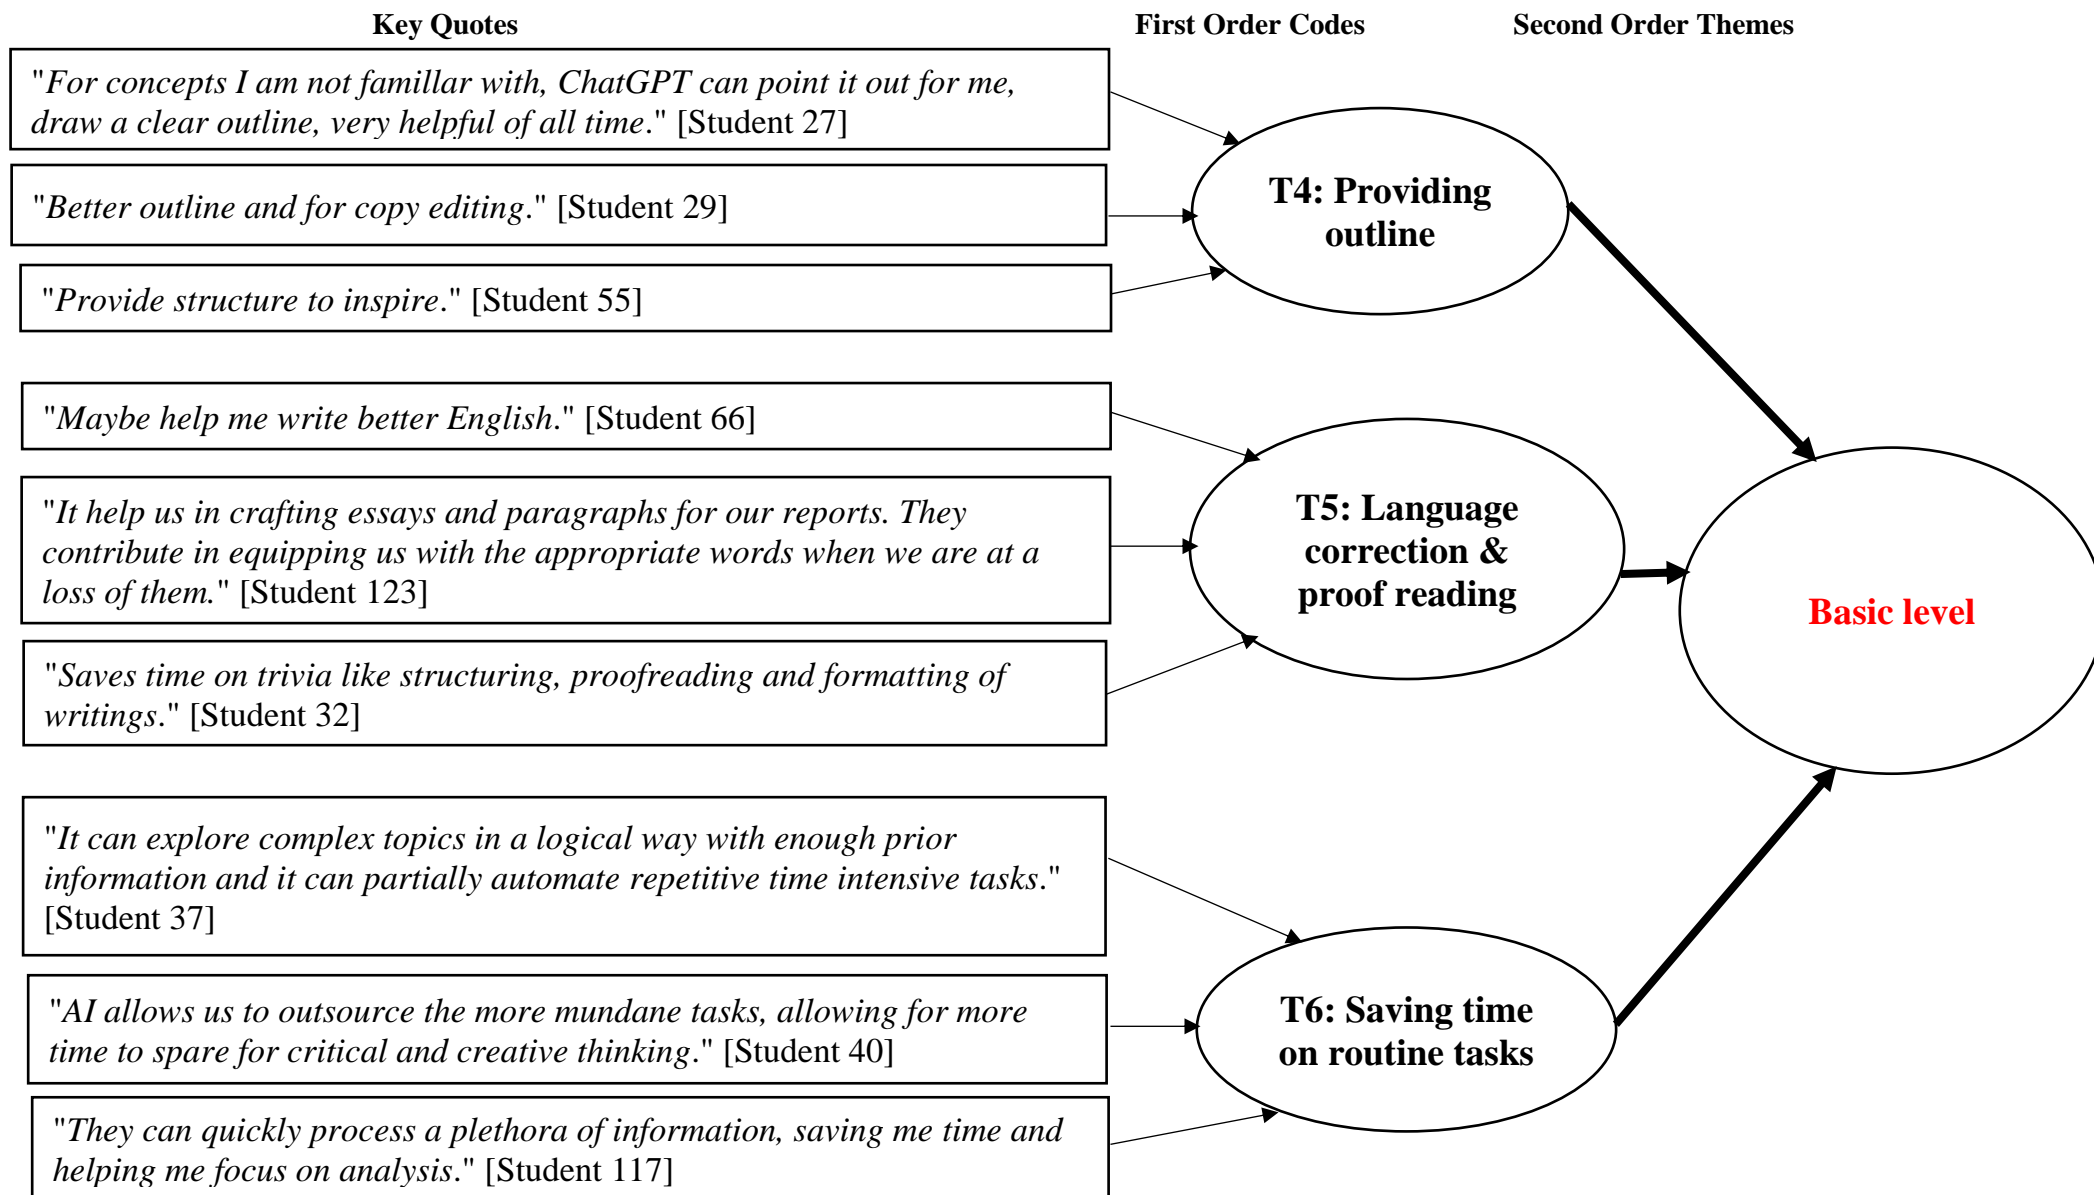 Key Quotes
First Order Codes
Second Order Themes
"For concepts I am not famillar with, ChatGPT can point it out for me,
draw a clear outline, very helpful of all time." [Student 27]
"Better outline and for copy editing." [Student 29]
"Provide structure to inspire." [Student 55]
T4: Providing
outline
"Maybe help me write better English." [Student 66]
"It help us in crafting essays and paragraphs for our reports. They
contribute in equipping us with the appropriate words when we are at a
loss of them." [Student 123]
"Saves time on trivia like structuring, proofreading and formatting of
writings." [Student 32]
T5: Language
correction &
proof reading
Basic level
"It can explore complex topics in a logical way with enough prior
information and it can partially automate repetitive time intensive tasks."
[Student 37]
"AI allows us to outsource the more mundane tasks, allowing for more
time to spare for critical and creative thinking." [Student 40]
"They can quickly process a plethora of information, saving me time and
helping me focus on analysis." [Student 117]
T6: Saving time
on routine tasks